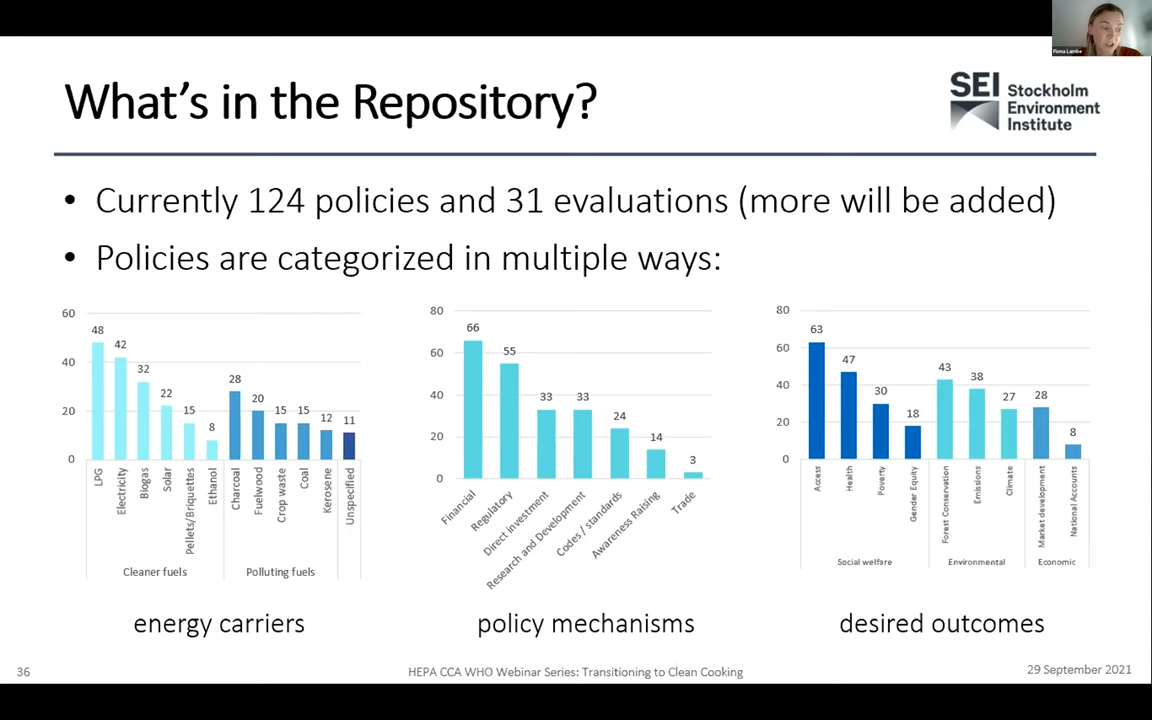 Fiona Lambe
What's in the Repository?
SEI Stockholm
Environment
Institute
• Currently 124 policies and 31 evaluations (more will be added)
• Policies are categorized in multiple ways:
60
40
20
0
48
42
32
22
15
8
28
20
15
15
12
11
LPG
Electricity
Biogas
Solar
Pellets/Briquettes
Ethanol
Charcoal
Fuelwood
Crop waste
Coal
Kerosene
Unspecified
Cleaner fuels
Polluting fuels
energy carriers
80
60
40
20
0
66
55
33
33
24
14
3
Financial
Regulatory
Direct investment
Research and Development
Codes / standards
Awareness Raising
Trade
policy mechanisms
80
60
40
20
0
63
47
30
18
43
38
27
28
8
Access
Health
Poverty
Gender Equity
Forest Conservation
Emissions
Climate
Market development
National Accounts
Social welfare
Environmental
Economic
desired outcomes
36
HEPA CCA WHO Webinar Series: Transitioning to Clean Cooking
29 September 2021